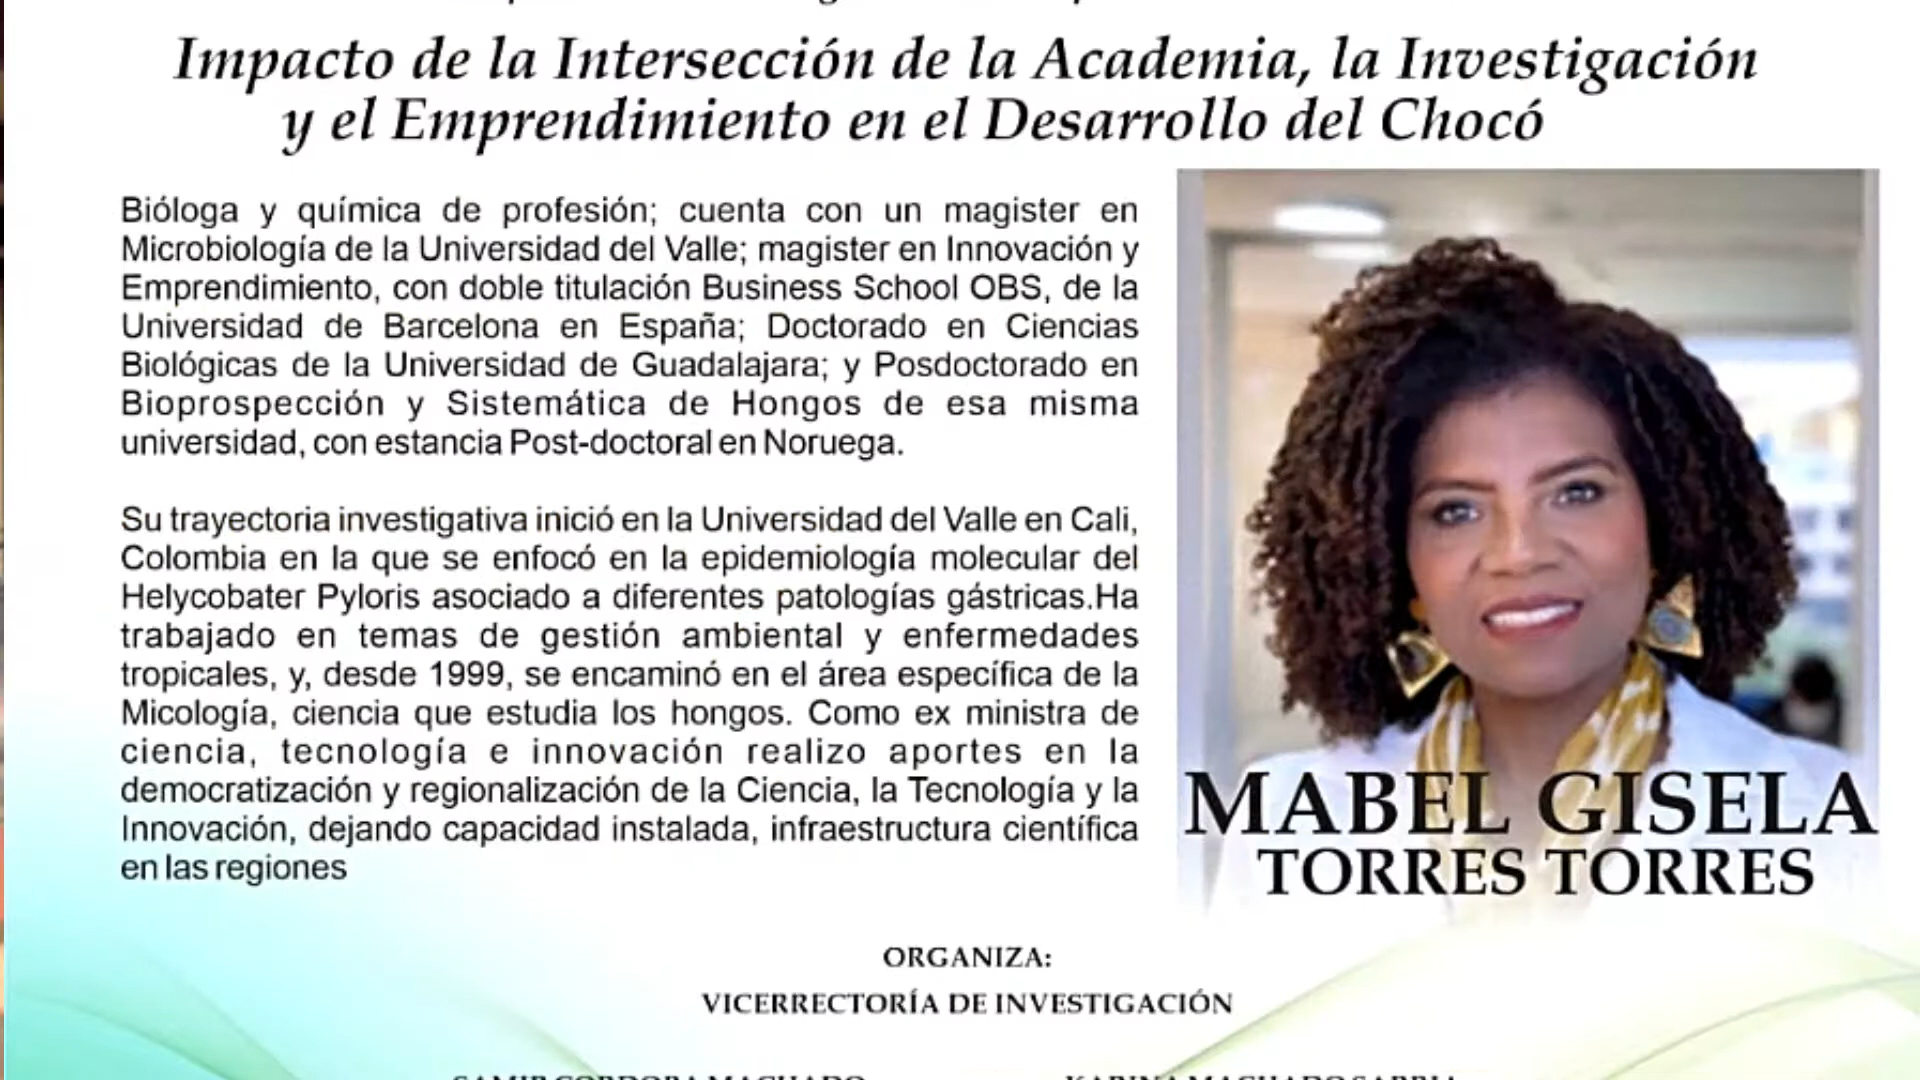 Impacto de la Intersección de la Academia, la Investigación
y el Emprendimiento en el Desarrollo del Chocó
Bióloga y química de profesión; cuenta con un magister en
Microbiología de la Universidad del Valle; magister en Innovación y
Emprendimiento, con doble titulación Business School OBS, de la
Universidad de Barcelona en España; Doctorado en Ciencias
Biológicas de la Universidad de Guadalajara; y Posdoctorado en
Bioprospección y Sistemática de Hongos de esa misma
universidad, con estancia Post-doctoral en Noruega.
Su trayectoria investigativa inició en la Universidad del Valle en Cali,
Colombia en la que se enfocó en la epidemiología molecular del
Helycobater Pyloris asociado a diferentes patologías gástricas.Ha
trabajado en temas de gestión ambiental y enfermedades
tropicales, y, desde 1999, se encaminó en el área específica de la
Micología, ciencia que estudia los hongos. Como ex ministra de
ciencia, tecnología e innovación realizo aportes en la
democratización y regionalización de la Ciencia, la Tecnología y la
Innovación, dejando capacidad instalada, infraestructura científica
en las regiones
MABEL GISELA
TORRES TORRES
ORGANIZA:
VICERRECTORÍA DE INVESTIGACIÓN